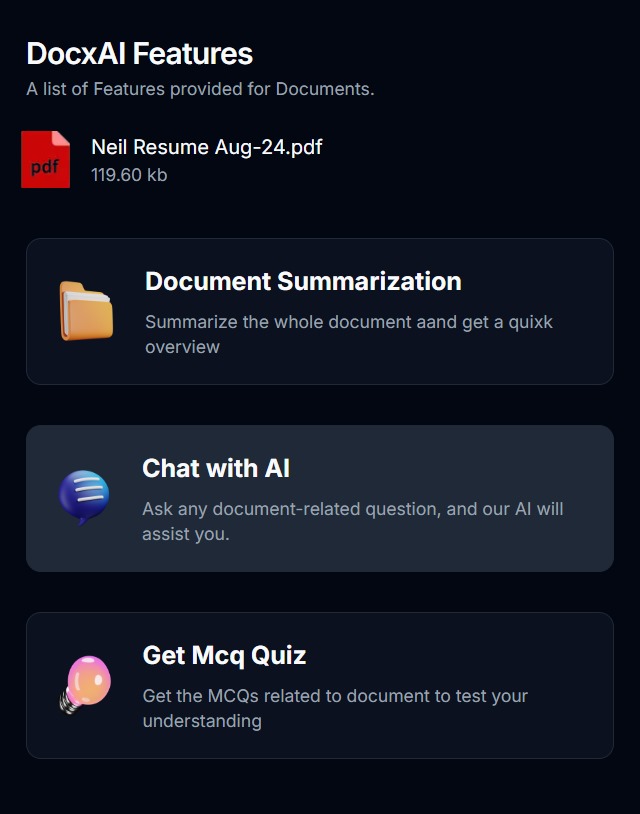 DocxAI Features
A list of Features provided for Documents.
pdf
Neil Resume Aug-24.pdf
119.60 kb
Document Summarization
Summarize the whole document aand get a quixk
overview
Chat with AI
Ask any document-related question, and our AI will
assist you.
Get Mcq Quiz
Get the MCQs related to document to test your
understanding